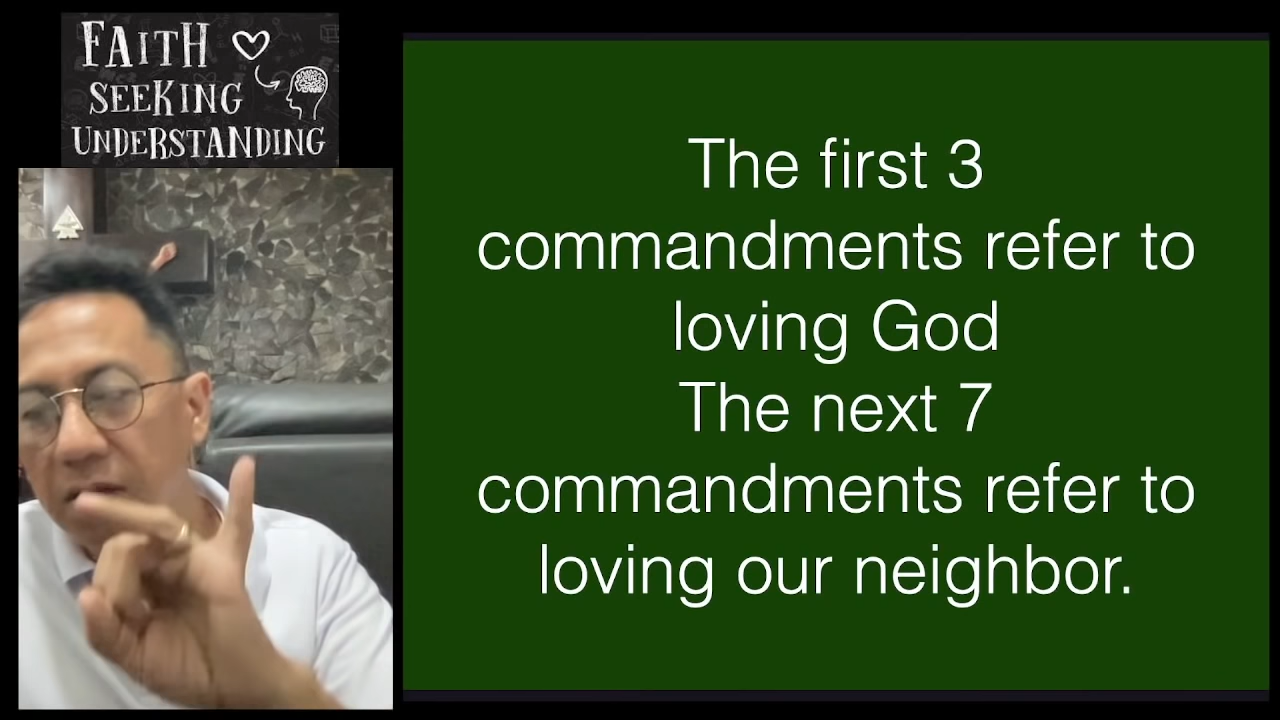 FAITH
SEEKING
UNDERSTANDING
The first 3
commandments refer to
loving God
The next 7
commandments refer to
loving our neighbor.